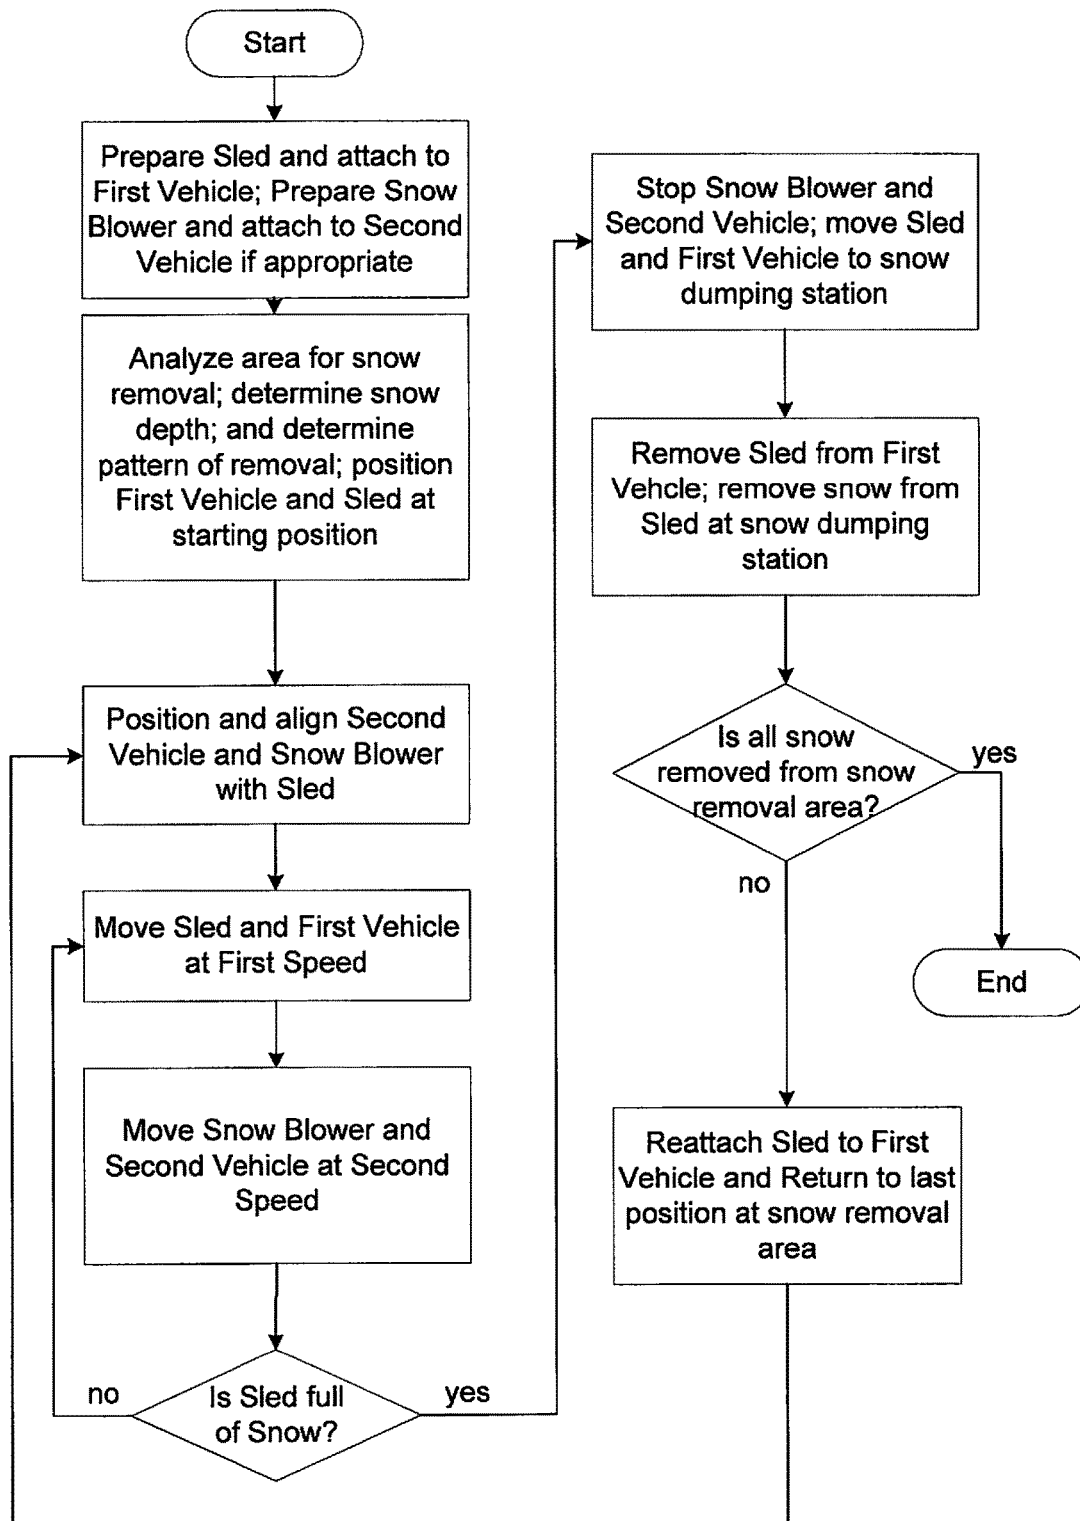 Start
Prepare Sled and attach to
First Vehicle; Prepare Snow
Blower and attach to Second
Vehicle if appropriate
Analyze area for snow
removal; determine snow
depth; and determine
pattern of removal; position
First Vehicle and Sled at
starting position
Position and align Second
Vehicle and Snow Blower
with Sled
Move Sled and First Vehicle
at First Speed
Move Snow Blower and
Second Vehicle at Second
Speed
no
Is Sled full
of Snow?
yes
Stop Snow Blower and
Second Vehicle; move Sled
and First Vehicle to snow
dumping station
Remove Sled from First
Vehcle; remove snow from
Sled at snow dumping
station
Is all snow
removed from snow
removal area?
yes
no
End
Reattach Sled to First
Vehicle and Return to last
position at snow removal
area